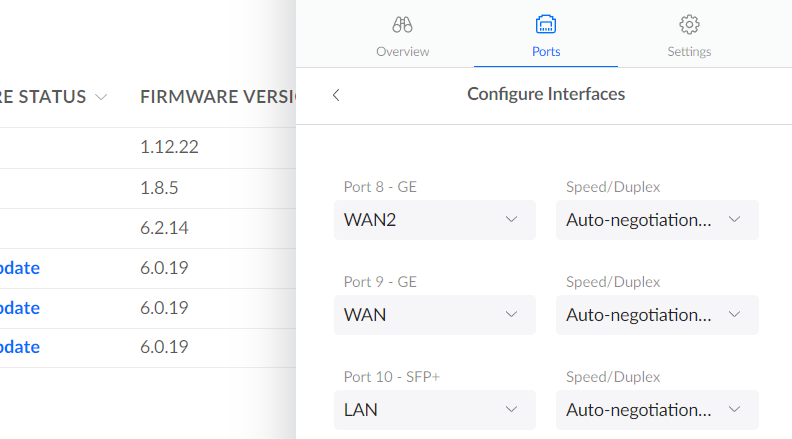 RE STATUS
FIRMWARE VERSI
1.12.22
1.8.5
6.2.14
pdate 6.0.19
pdate 6.0.19
pdate 6.0.19
Overview Ports Settings
Configure Interfaces
Port 8 - GE Speed/Duplex
WAN2 Auto-negotiation...
Port 9 - GE Speed/Duplex
WAN Auto-negotiation...
Port 10 - SFP+ Speed/Duplex
LAN Auto-negotiation...